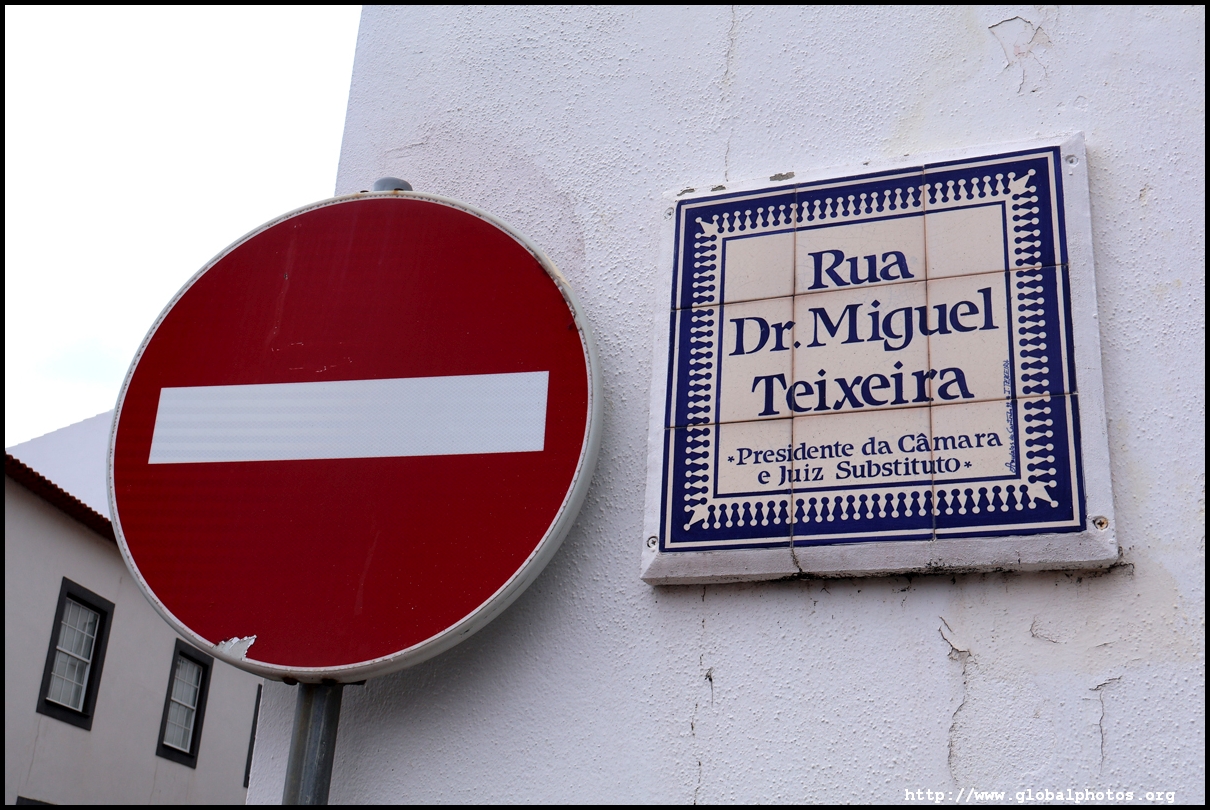 Rua
Dr. Miguel
Teixeira
*Presidente da Câmara
e Juiz Substituto*
http://www.globalphotos.org